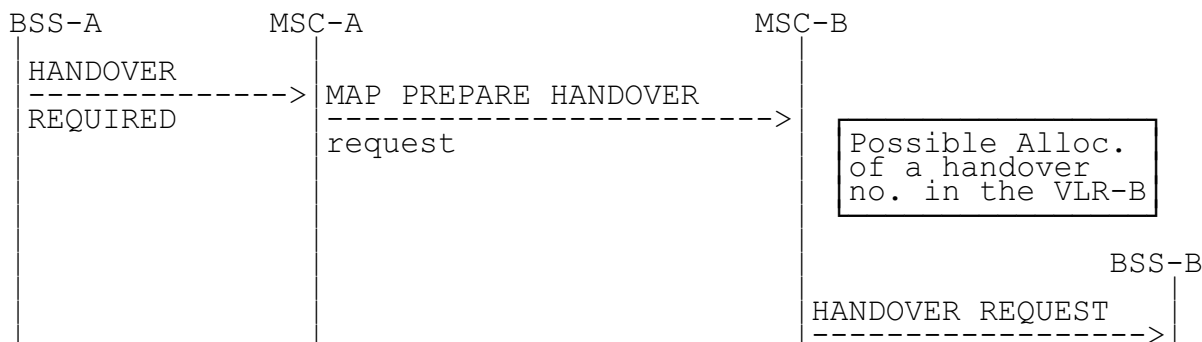 BSS-A MSC-A MSC-B
HANDOVER
REQUIRED
MAP PREPARE HANDOVER
request
Possible Alloc.
of a handover
no. in the VLR-B
BSS-B
HANDOVER REQUEST